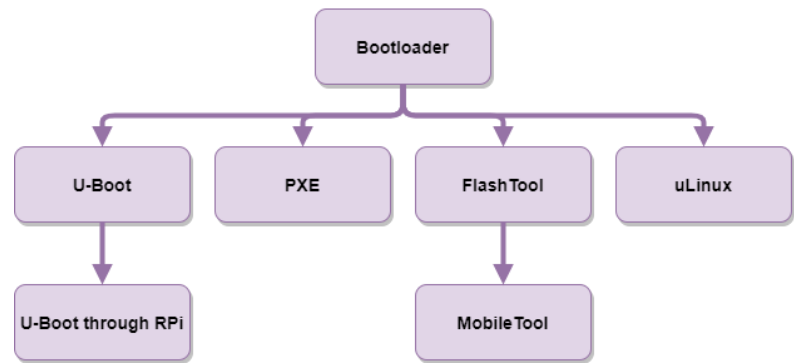 Bootloader
U-Boot
PXE
FlashTool
uLinux
U-Boot through RPi
MobileTool